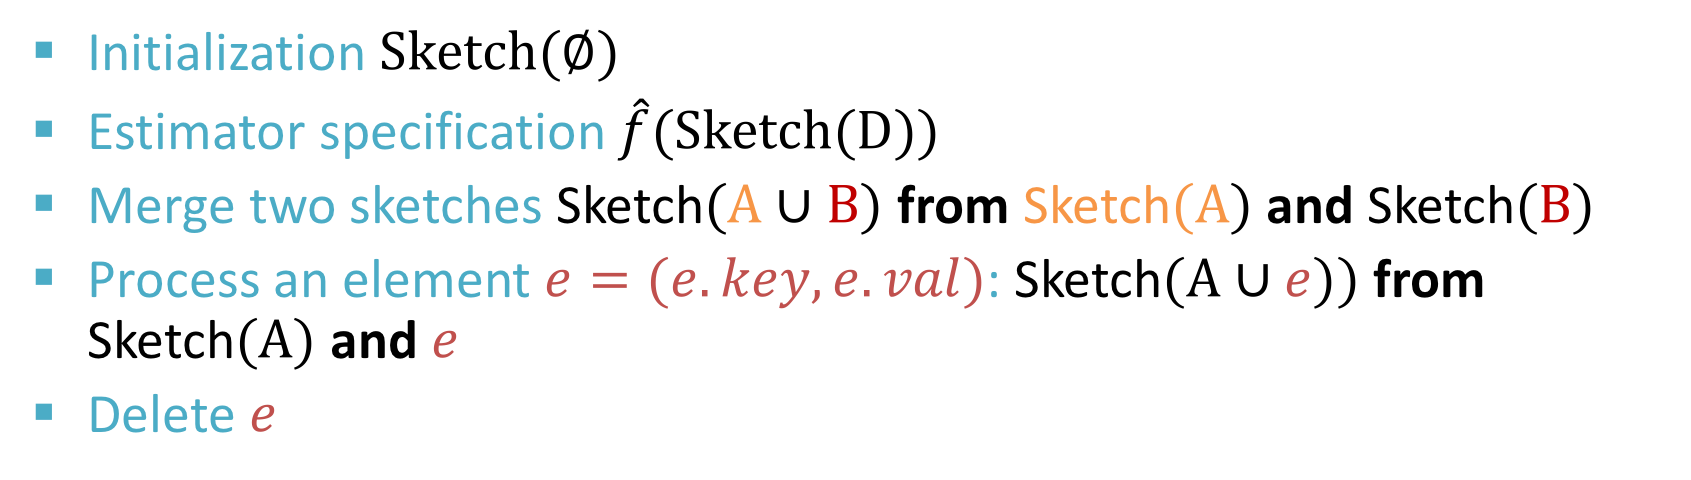 ▪ Initialization Sketch(∅)
▪ Estimator specification f̂(Sketch(D))
▪ Merge two sketches Sketch(A ∪ B) from Sketch(A) and Sketch(B)
▪ Process an element e = (e. key, e. val): Sketch(A ∪ e)) from
Sketch(A) and e
▪ Delete e